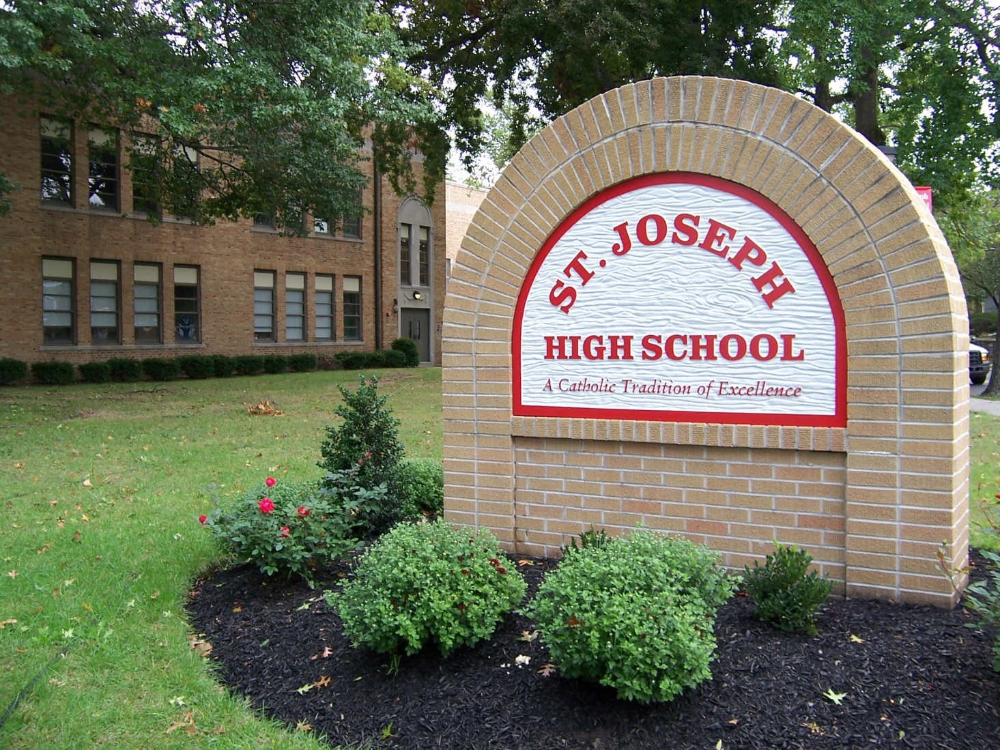 ST. JOSEPH
HIGH SCHOOL
A Catholic Tradition of Excellence